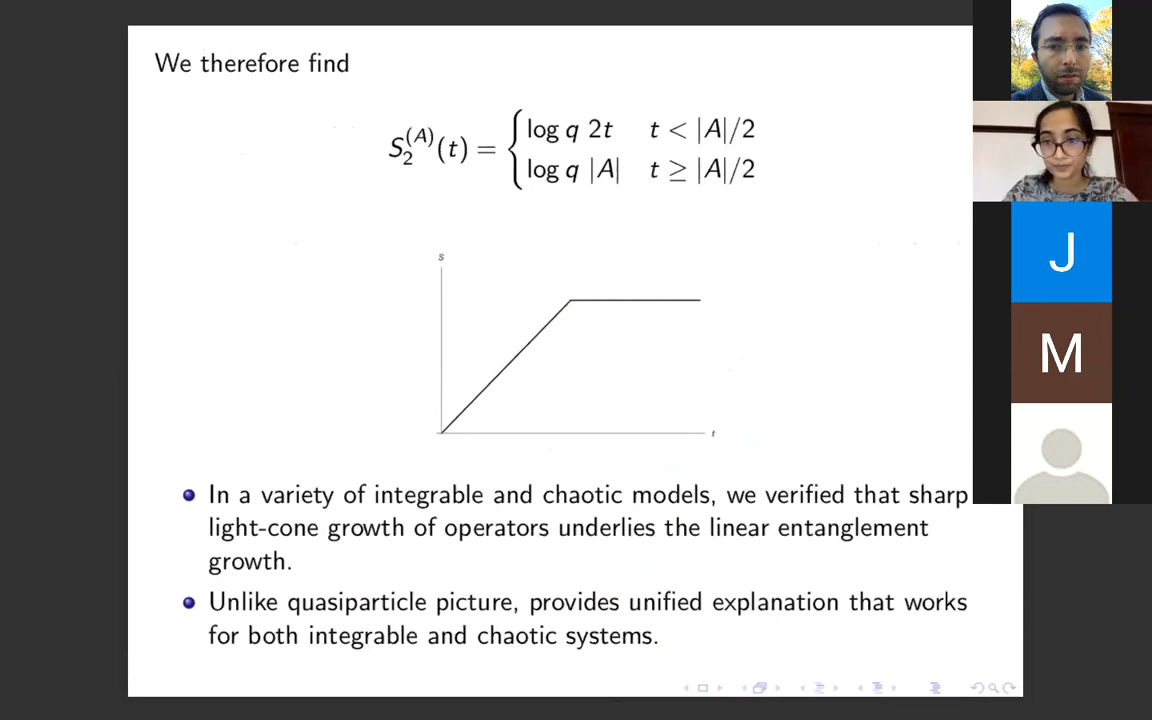 We therefore find
S₂⁽ᴬ⁾(t) = { log q 2t t < |A|/2
log q |A| t ≥ |A|/2
S
t
In a variety of integrable and chaotic models, we verified that sharp
light-cone growth of operators underlies the linear entanglement
growth.
Unlike quasiparticle picture, provides unified explanation that works
for both integrable and chaotic systems.
J
M